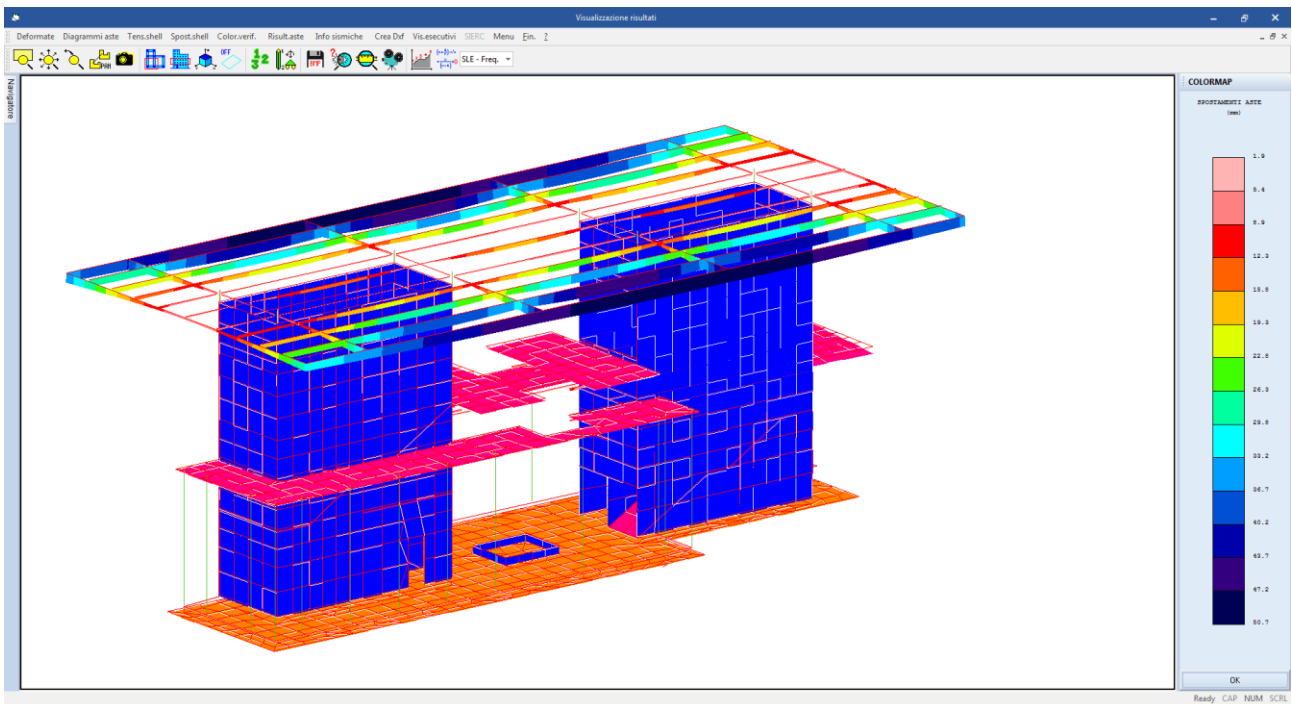 Visualizzazione risultati
Deformate Diagrammi aste Tens.shell Spost.shell Color.verif. Risult.aste Info sismiche Crea Dxf Vis.esecutivi SIERC Menu Fin. ?
OFF
PAN
SLE - Freq.
Navigatore
COLORMAP
SPOSTAMENTI ASTE
(mm)
1.9
5.4
8.9
12.3
15.8
19.3
22.8
26.3
29.8
33.2
36.7
40.2
43.7
47.2
50.7
OK
Ready CAP NUM SCRL